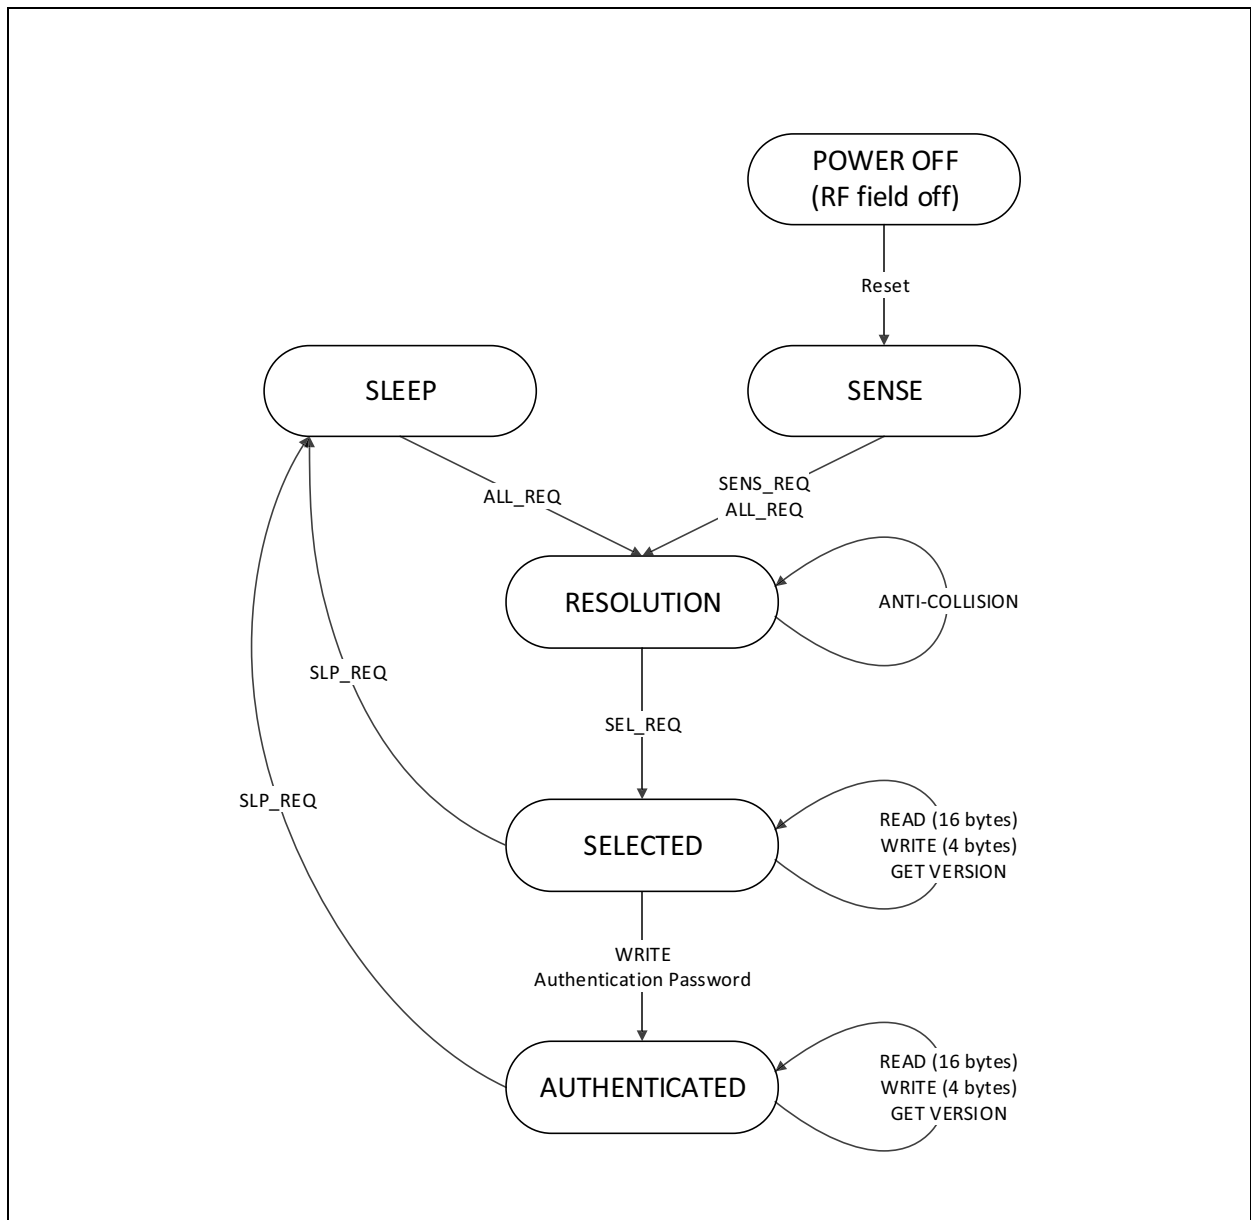 POWER OFF
(RF field off)
Reset
SLEEP
SENSE
ALL_REQ
SENS_REQ
ALL_REQ
RESOLUTION
ANTI-COLLISION
SLP_REQ
SEL_REQ
SLP_REQ
SELECTED
READ (16 bytes)
WRITE (4 bytes)
GET VERSION
WRITE
Authentication Password
AUTHENTICATED
READ (16 bytes)
WRITE (4 bytes)
GET VERSION